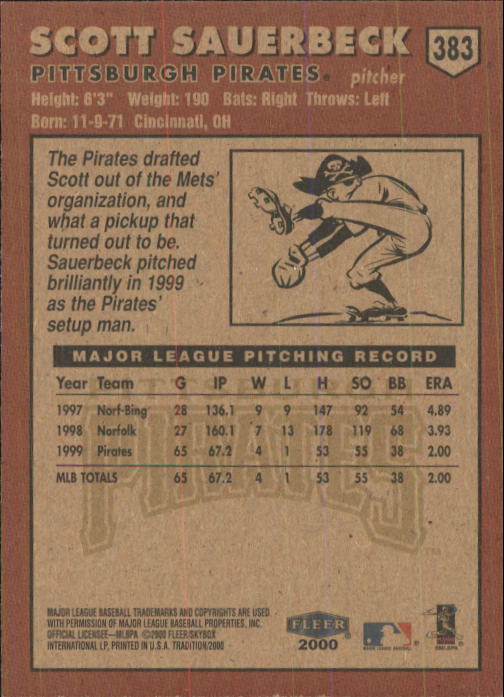 SCOTT SAUERBECK
383
PITTSBURGH PIRATES® pitcher
Height: 6'3" Weight: 190 Bats: Right Throws: Left
Born: 11-9-71 Cincinnati, OH
The Pirates drafted
Scott out of the Mets'
organization, and
what a pickup that
turned out to be.
Sauerbeck pitched
brilliantly in 1999
as the Pirates'
setup man.
MAJOR LEAGUE PITCHING RECORD
Year Team G IP W L H SO BB ERA
1997 Norf-Bing 28 136.1 9 9 147 92 54 4.89
1998 Norfolk 27 160.1 7 13 178 119 68 3.93
1999 Pirates 65 67.2 4 1 53 55 38 2.00
MLB TOTALS 65 67.2 4 1 53 55 38 2.00
PITTSBURGH
PIRATES™
MAJOR LEAGUE BASEBALL TRADEMARKS AND COPYRIGHTS ARE USED
WITH PERMISSION OF MAJOR LEAGUE BASEBALL PROPERTIES, INC.
OFFICIAL LICENSEE—MLBPA ©2000 FLEER/SKYBOX
INTERNATIONAL LP, PRINTED IN U.S.A. TRADITION/2000
FLEER
2000
MAJOR LEAGUE BASEBALL